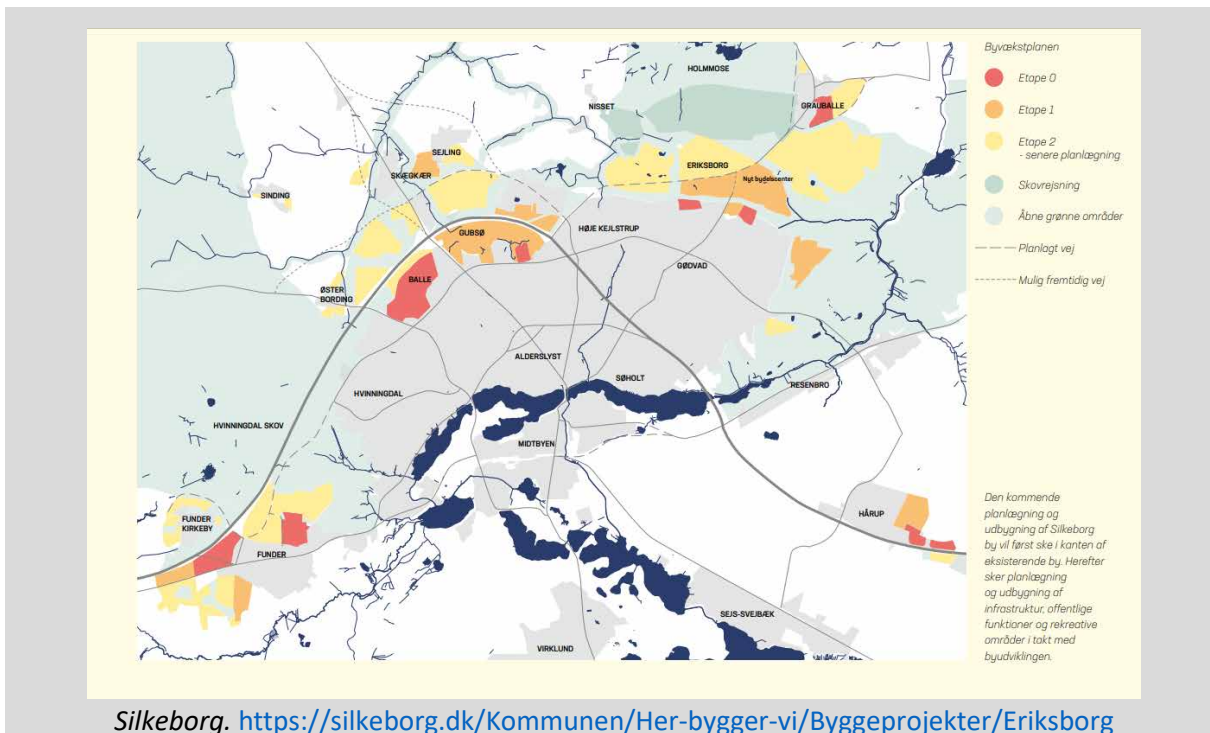 HOLMMOSE
NISSET
GRAUBALLE
SEJLING
SKÆGKÆR
ERIKSBORG
Nyt bydelscenter
SINDING
GUBSØ
HØJE KEJLSTRUP
GØDVAD
BALLE
ØSTER
BORDING
ALDERSLYST
SØHOLT
HVINNINGDAL
RESENBRO
HVINNINGDAL SKOV
MIDTBYEN
FUNDER
KIRKEBY
FUNDER
HÅRUP
SEJS-SVEJBÆK
VIRKLUND
Byvækstplanen
Etape 0
Etape 1
Etape 2
- senere planlægning
Skovrejsning
Åbne grønne områder
Planlagt vej
Mulig fremtidig vej
Den kommende
planlægning og
udbygning af Silkeborg
by vil først ske i kanten af
eksisterende by. Herefter
sker planlægning
og udbygning af
infrastruktur, offentlige
funktioner og rekreative
områder i takt med
byudviklingen.
Silkeborg. https://silkeborg.dk/Kommunen/Her-bygger-vi/Byggeprojekter/Eriksborg